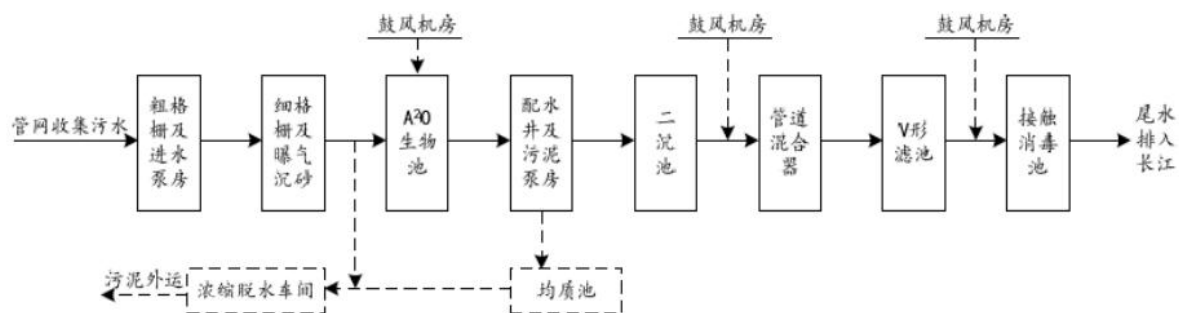 鼓风机房
鼓风机房
鼓风机房
管网收集污水
粗格
栅及
进水
泵房
细格
栅及
曝气
沉砂
A²O
生物
池
配水
井及
污泥
泵房
二
沉
池
管道
混合
器
V形
滤池
接触
消毒
池
尾水
排入
长江
污泥外运
浓缩脱水车间
均质池